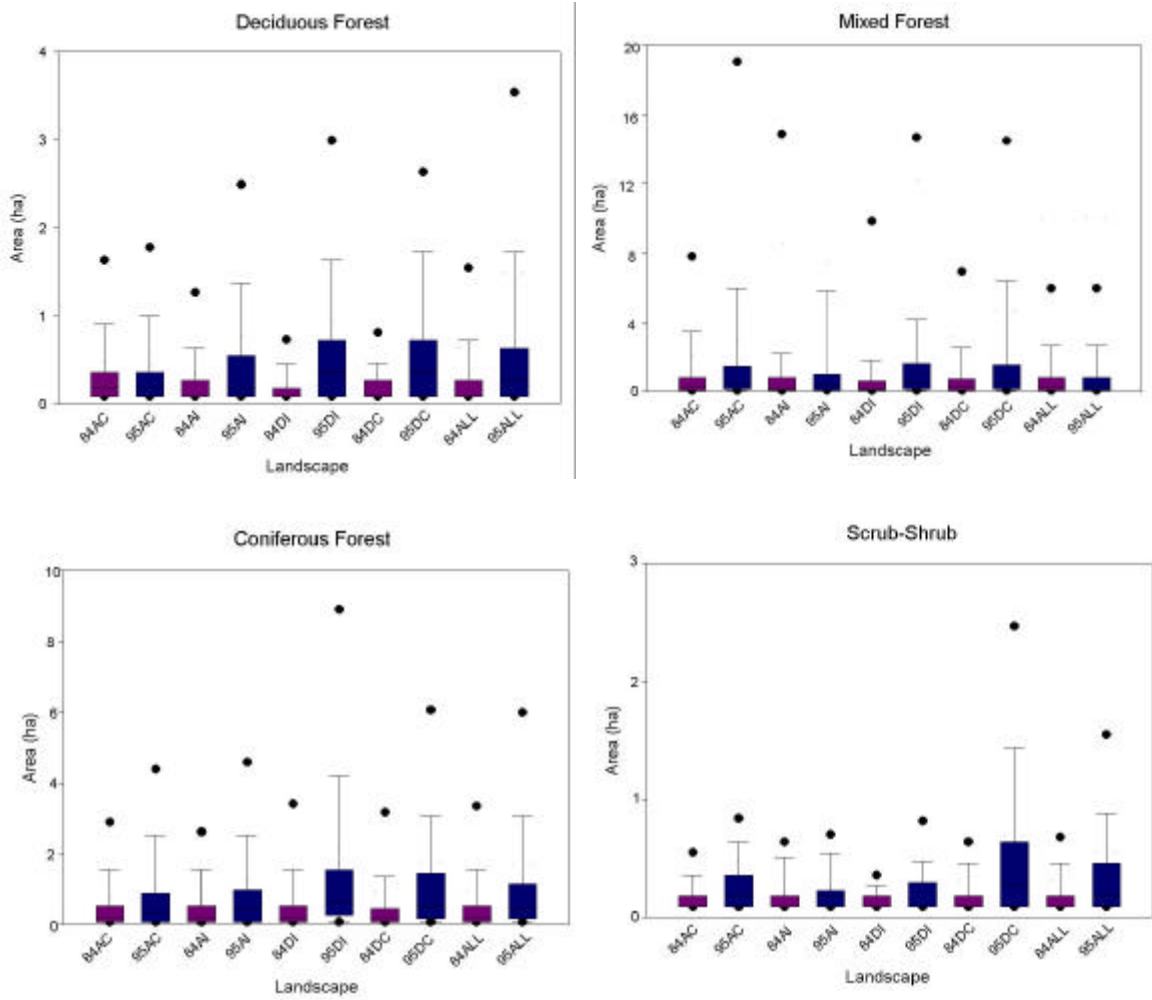 Deciduous Forest
4
3
2
1
0
Area (ha)
84AC 95AC 84AI 95AI 84DI 95DI 84DC 95DC 84ALL 95ALL
Landscape
Mixed Forest
20
16
12
8
4
0
Area (ha)
84AC 95AC 84AI 95AI 84DI 95DI 84DC 95DC 84ALL 95ALL
Landscape
Coniferous Forest
10
8
6
4
2
0
Area (ha)
84AC 95AC 84AI 95AI 84DI 95DI 84DC 95DC 84ALL 95ALL
Landscape
Scrub-Shrub
3
2
1
0
Area (ha)
84AC 95AC 84AI 95AI 84DI 95DI 84DC 95DC 84ALL 95ALL
Landscape